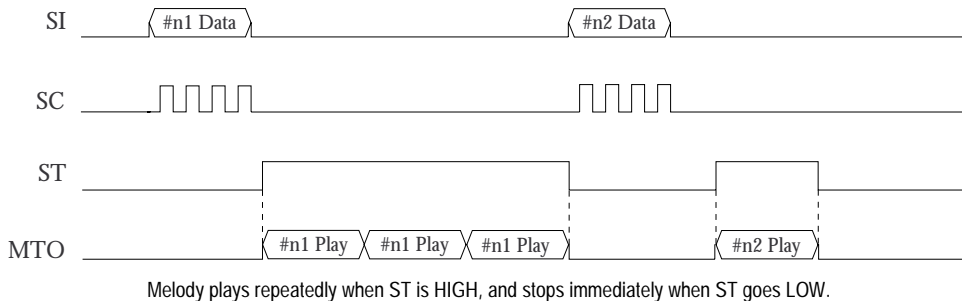 SI #n1 Data #n2 Data
SC
ST
MTO #n1 Play #n1 Play #n1 Play #n2 Play
Melody plays repeatedly when ST is HIGH, and stops immediately when ST goes LOW.